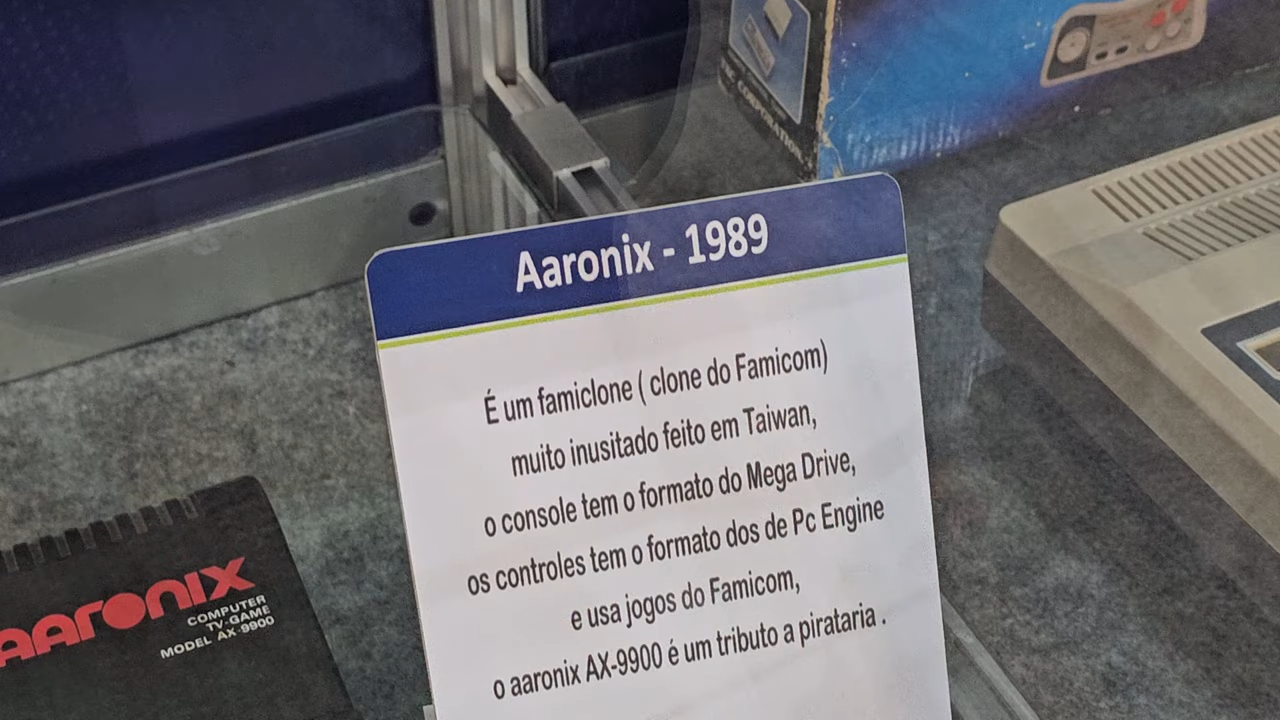 CORPORATION
Aaronix - 1989
É um famiclone ( clone do Famicom)
muito inusitado feito em Taiwan,
o console tem o formato do Mega Drive,
os controles tem o formato dos de Pc Engine
e usa jogos do Famicom,
o aaronix AX-9900 é um tributo a pirataria .
AARONIX
COMPUTER
TV-GAME
MODEL AX-9900